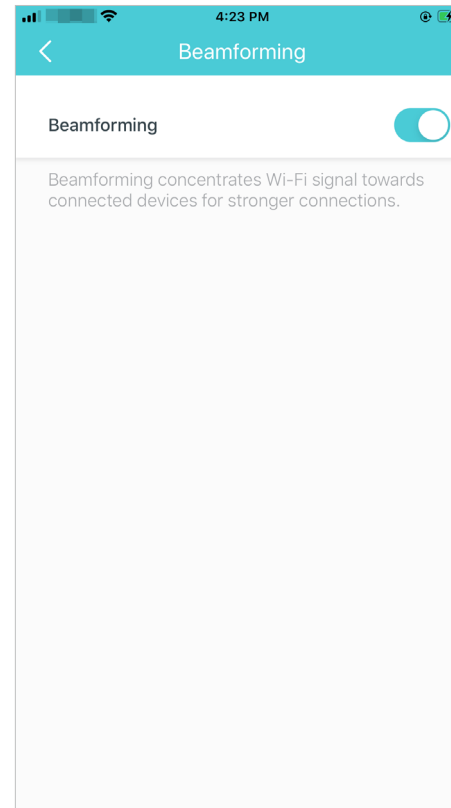 4:23 PM
Beamforming
Beamforming
Beamforming concentrates Wi-Fi signal towards
connected devices for stronger connections.